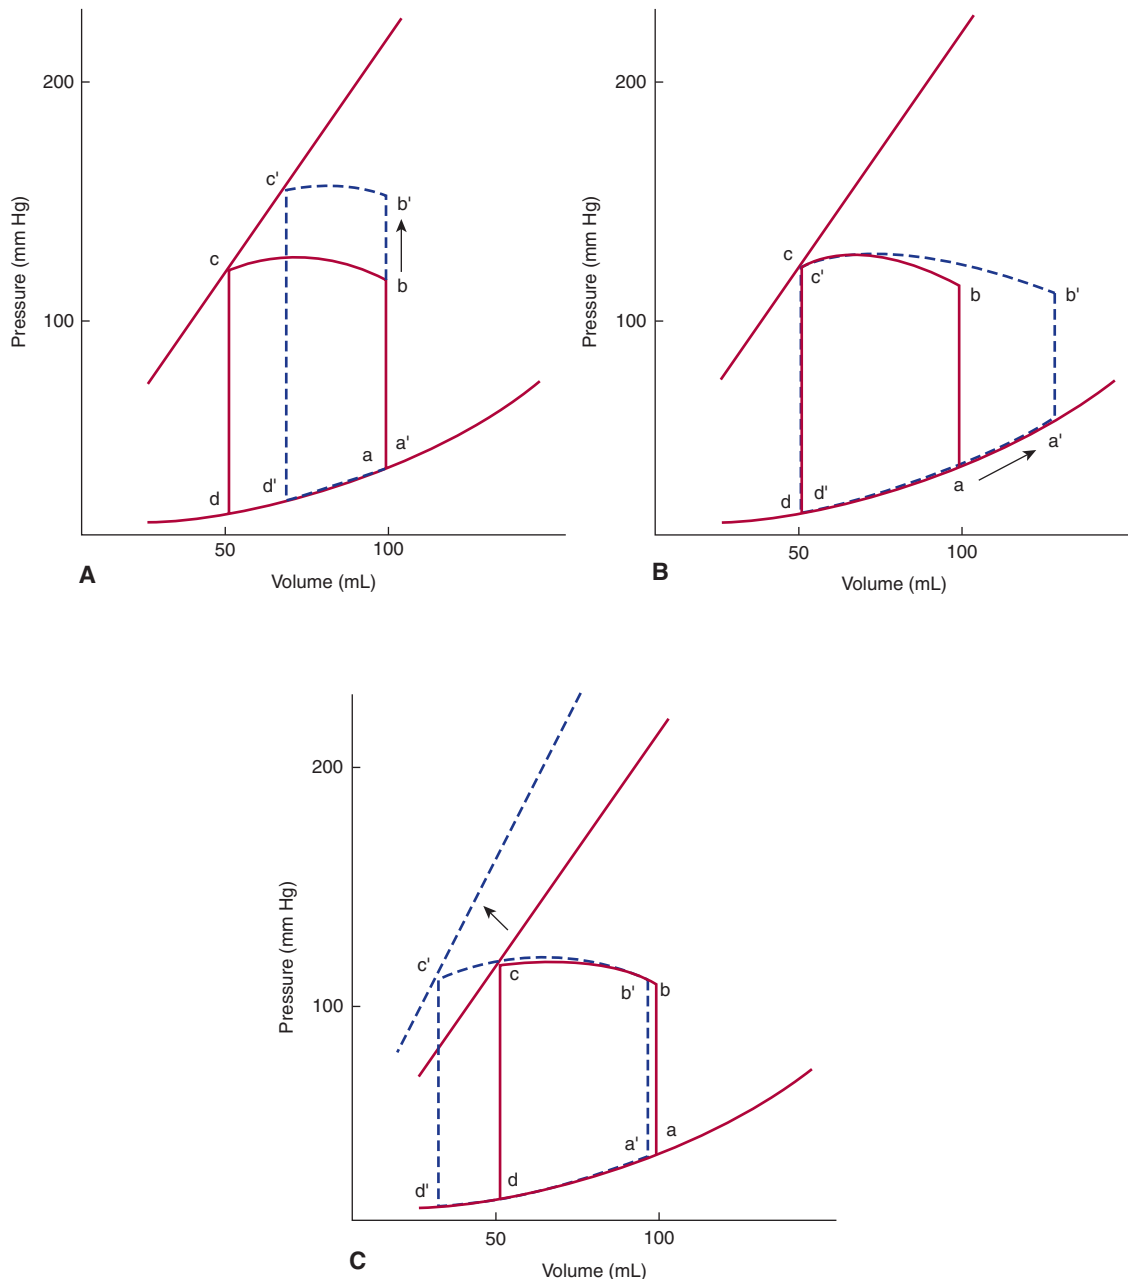 200
100
Pressure (mm Hg)
c'
b'
c
b
a'
a
d'
d
50
100
A
Volume (mL)
200
100
Pressure (mm Hg)
c
c'
b
b'
a'
a
d
d'
50
100
B
Volume (mL)
200
100
Pressure (mm Hg)
c'
c
b'
b
a
a'
d
d'
50
100
C
Volume (mL)